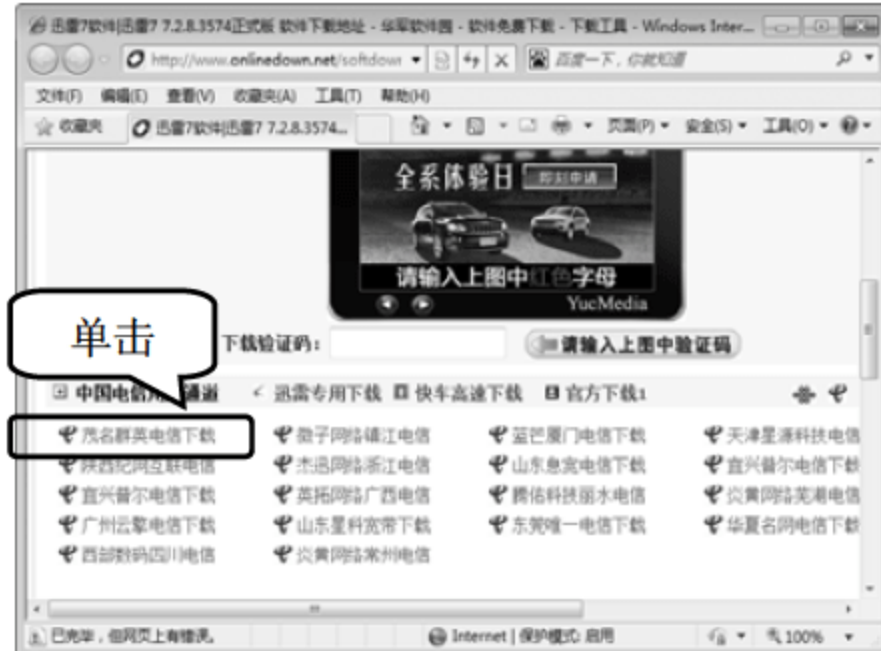 迅雷7软件|迅雷7 7.2.8.3574正式版 软件下载地址 - 华军软件园 - 软件免费下载 - 下载工具 - Windows Inter...
http://www.onlinedown.net/softdown 百度一下，你就知道
文件(F) 编辑(E) 查看(V) 收藏夹(A) 工具(T) 帮助(H)
收藏夹 迅雷7软件|迅雷7 7.2.8.3574... 页面(P) 安全(S) 工具(O)
全系体验日 即刻申请
请输入上图中红色字母
YucMedia
单击
下载验证码： 请输入上图中验证码
中国电信用 通道 迅雷专用下载 快车高速下载 官方下载1
茂名群英电信下载 微子网络镇江电信 蓝芒厦门电信下载 天津星源科技电信
陕西纪网互联电信 杰迅网络浙江电信 山东息宽电信下载 宜兴普尔电信下载
宜兴普尔电信下载 英拓网络广西电信 腾佑科技丽水电信 炎黄网络芜湖电信
广州云擎电信下载 山东星科宽带下载 东莞唯一电信下载 华夏名网电信下载
西部数码四川电信 炎黄网络常州电信
已完毕，但网页上有错误。 Internet | 保护模式: 启用 100%